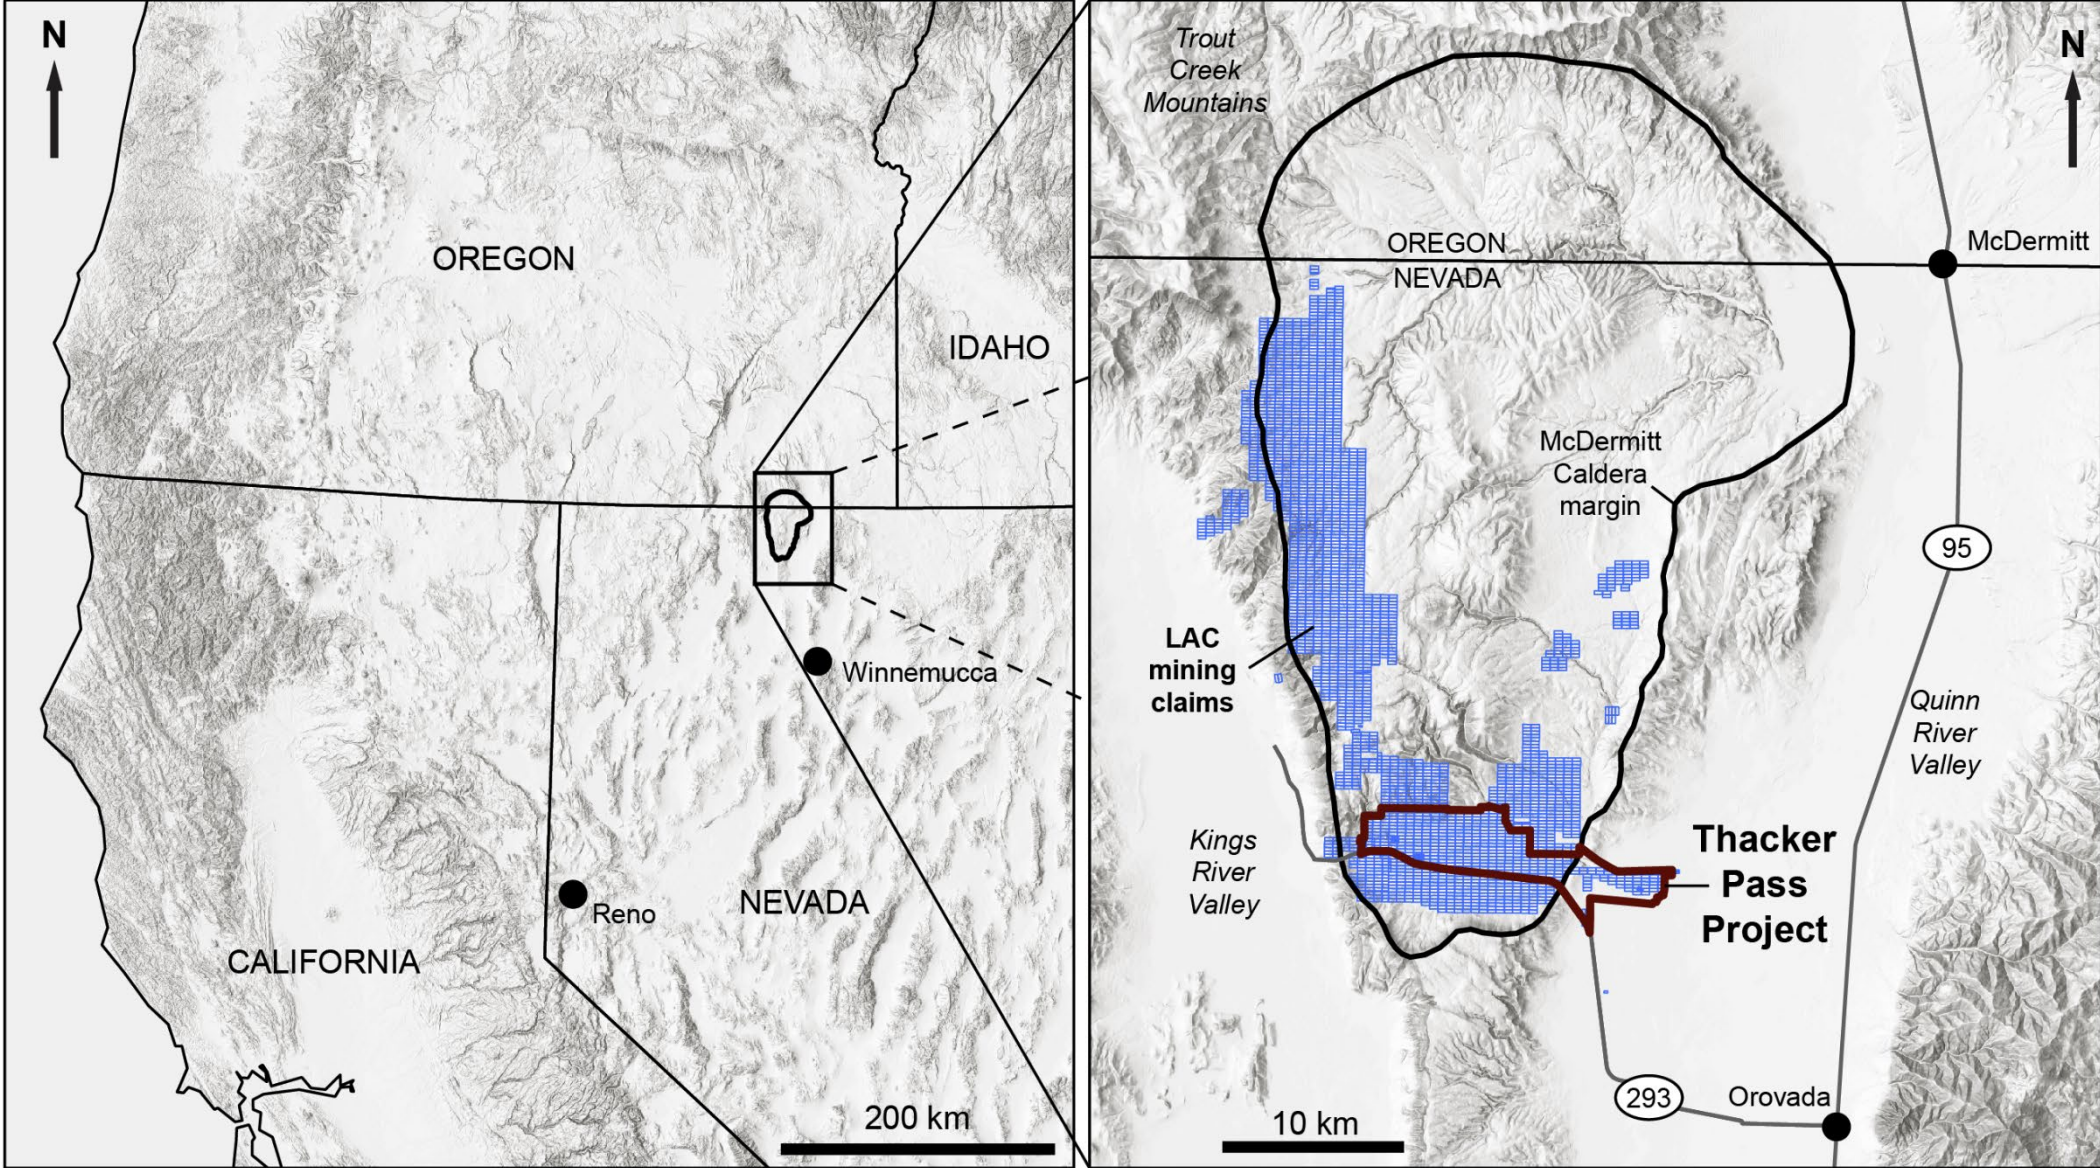 N
OREGON
IDAHO
Winnemucca
Reno
NEVADA
CALIFORNIA
200 km
Trout
Creek
Mountains
N
OREGON
NEVADA
McDermitt
McDermitt
Caldera
margin
95
LAC
mining
claims
Quinn
River
Valley
Kings
River
Valley
Thacker
Pass
Project
293
Orovada
10 km